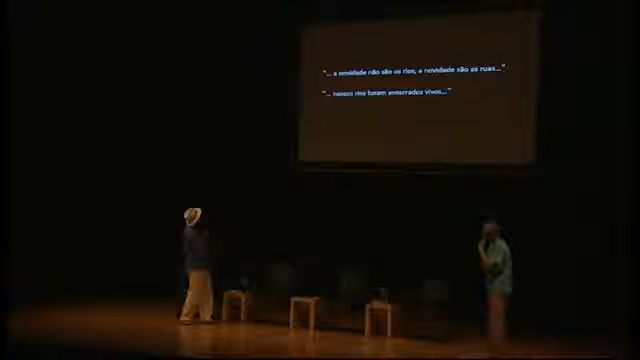 "... a novidade não são os rios, a novidade são as ruas..."
"... nossos rios foram enterrados vivos..."